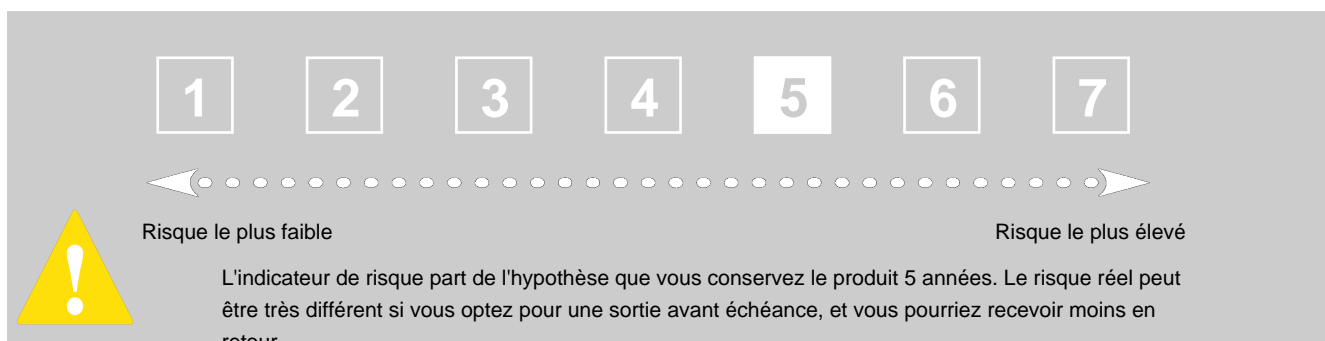 1 2 3 4 5 6 7
Risque le plus faible Risque le plus élevé
L'indicateur de risque part de l'hypothèse que vous conservez le produit 5 années. Le risque réel peut
être très différent si vous optez pour une sortie avant échéance, et vous pourriez recevoir moins en
retour